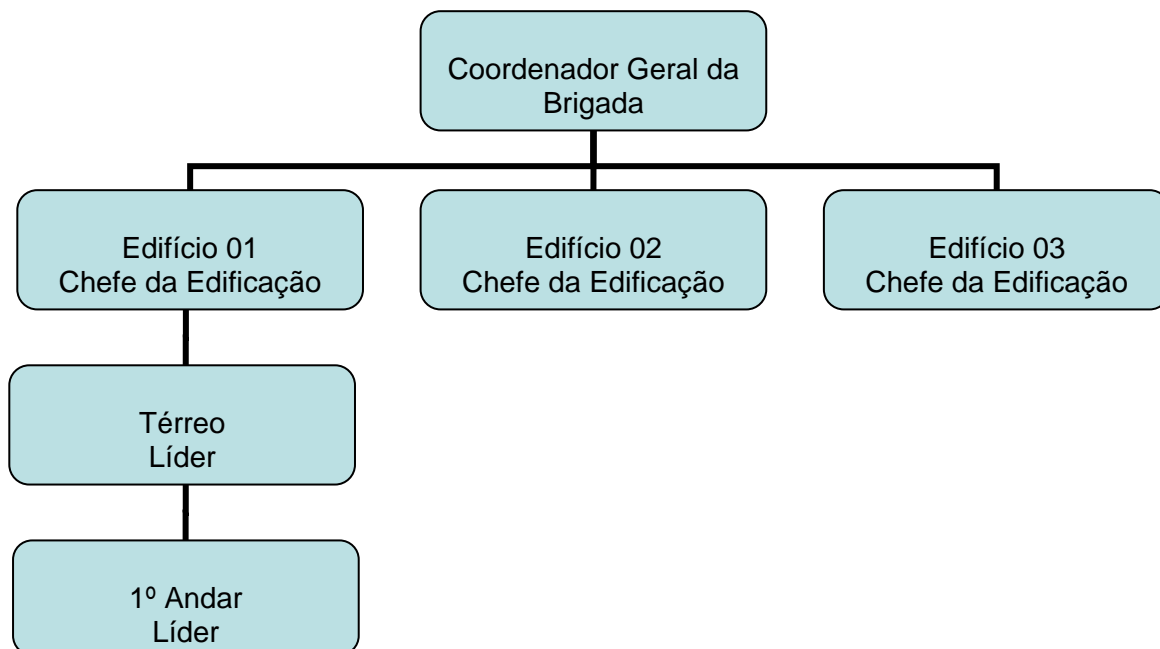 Coordenador Geral da
Brigada
Edifício 01
Chefe da Edificação
Edifício 02
Chefe da Edificação
Edifício 03
Chefe da Edificação
Térreo
Líder
1º Andar
Líder